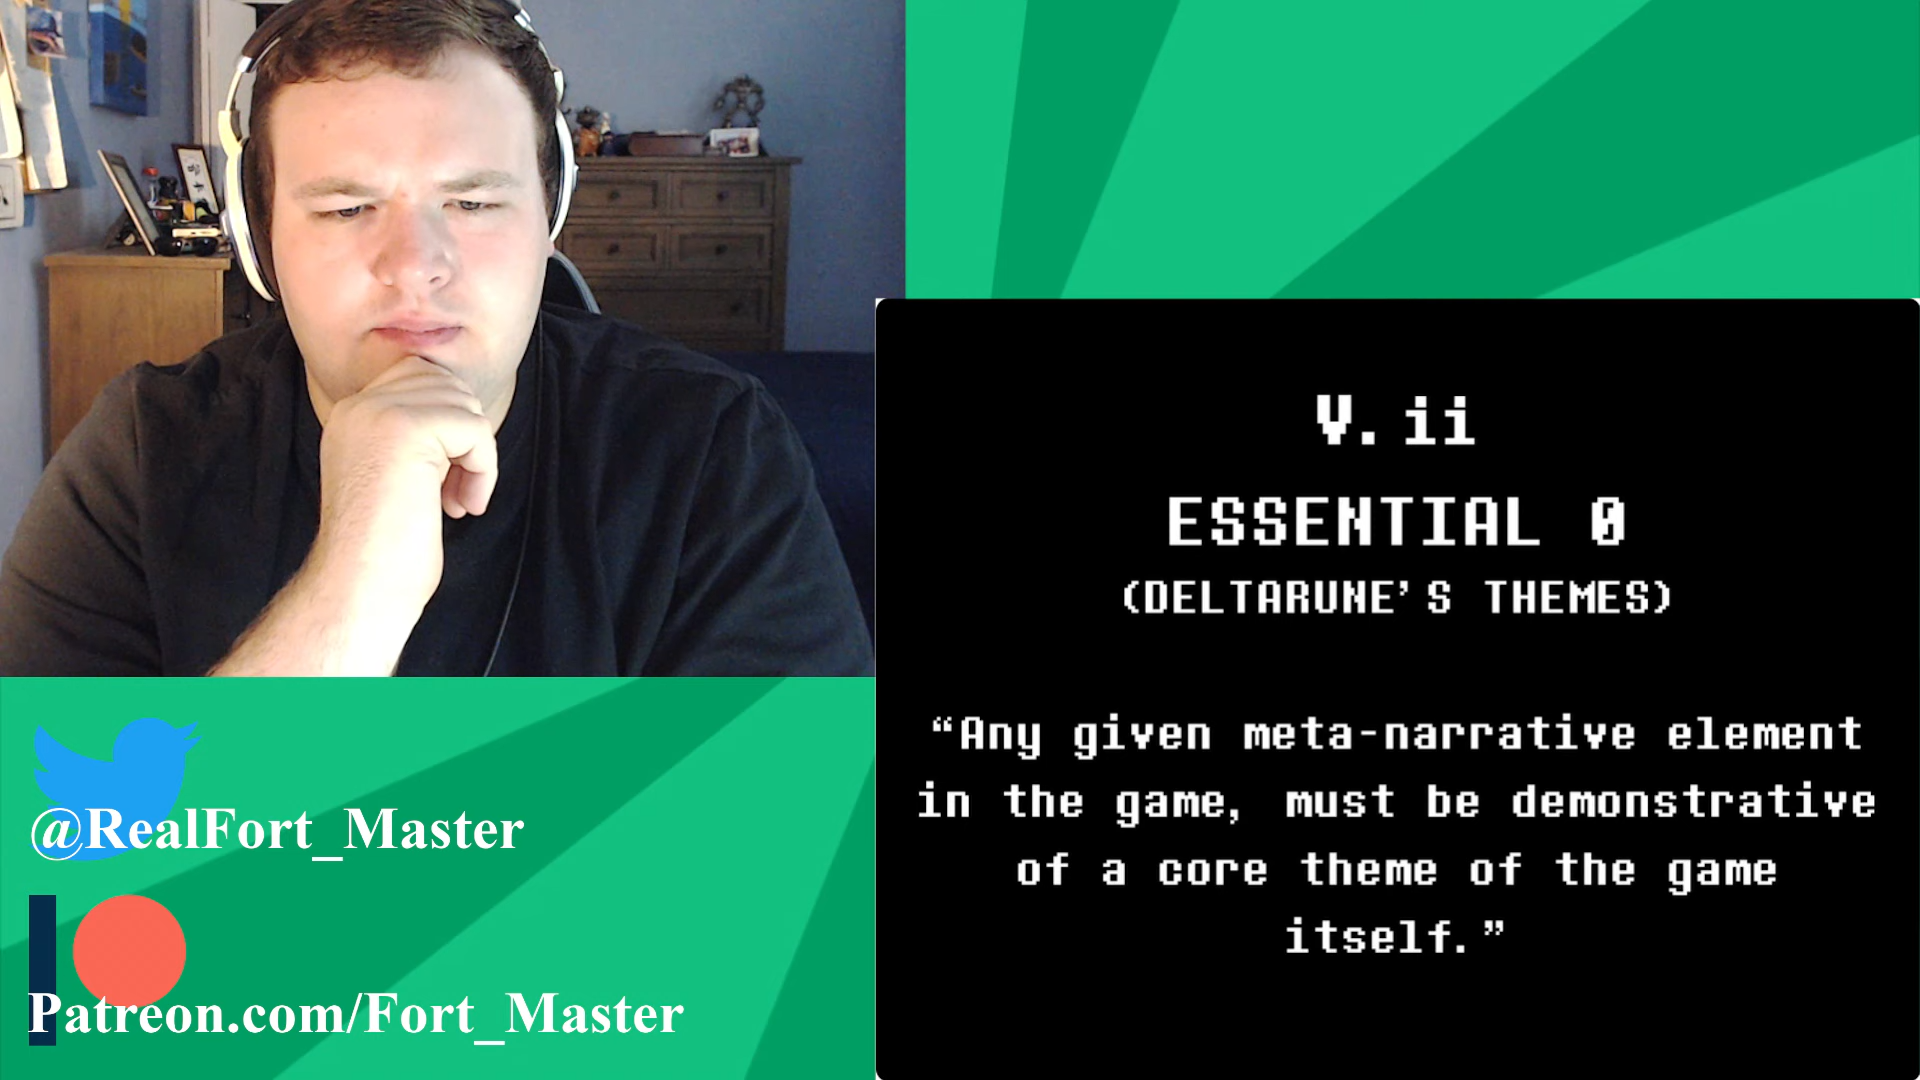 V.ii
ESSENTIAL 0
(DELTARUNE'S THEMES)
“Any given meta-narrative element
in the game, must be demonstrative
of a core theme of the game
itself.”
@RealFort_Master
Patreon.com/Fort_Master